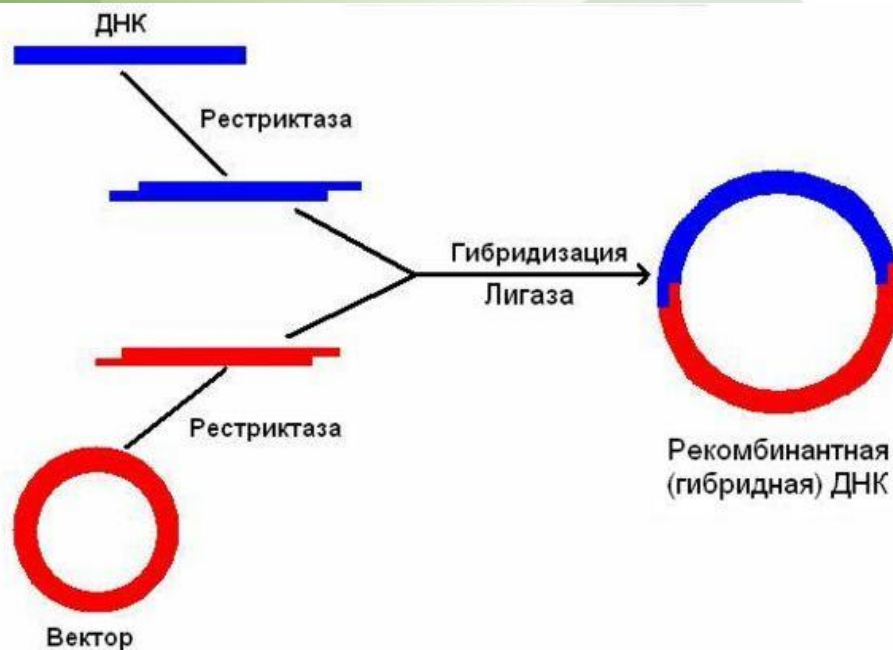 ДНК
Рестриктаза
Гибридизация
Лигаза
Рестриктаза
Рекомбинантная
(гибридная) ДНК
Вектор